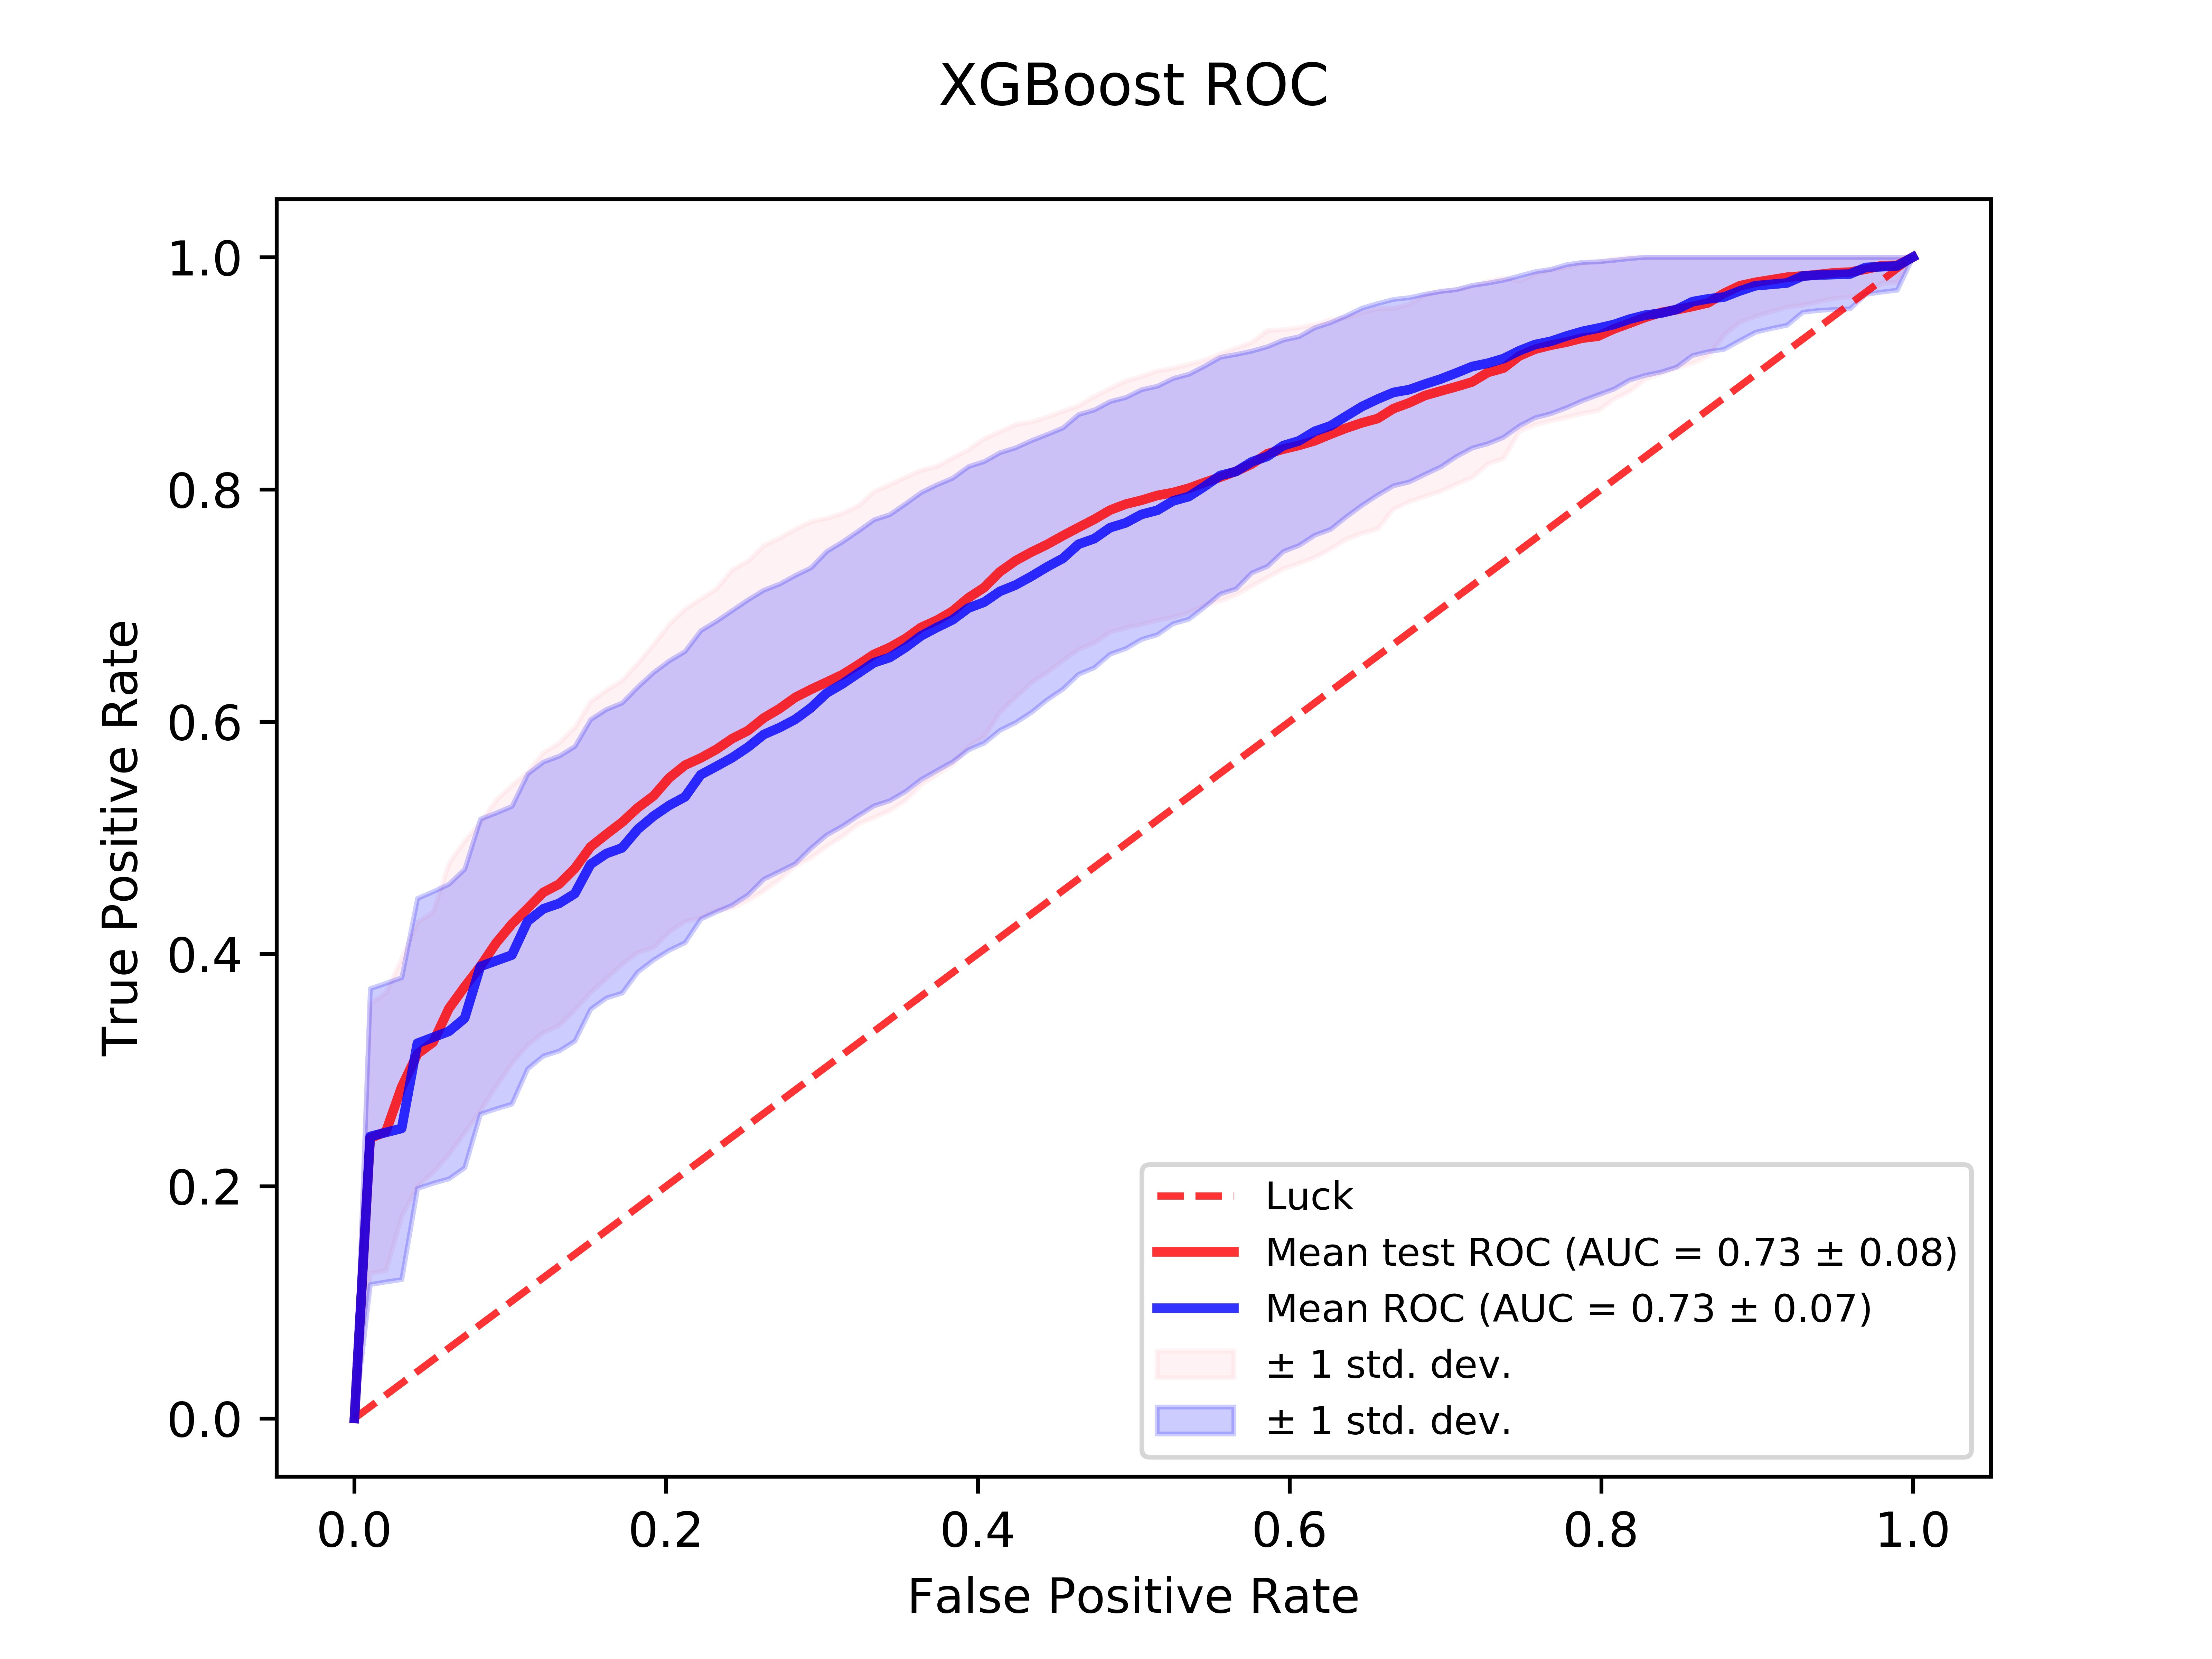 XGBoost ROC
True Positive Rate
1.0
0.8
0.6
0.4
0.2
0.0
Luck
Mean test ROC (AUC = 0.73 ± 0.08)
Mean ROC (AUC = 0.73 ± 0.07)
± 1 std. dev.
± 1 std. dev.
0.0 0.2 0.4 0.6 0.8 1.0
False Positive Rate